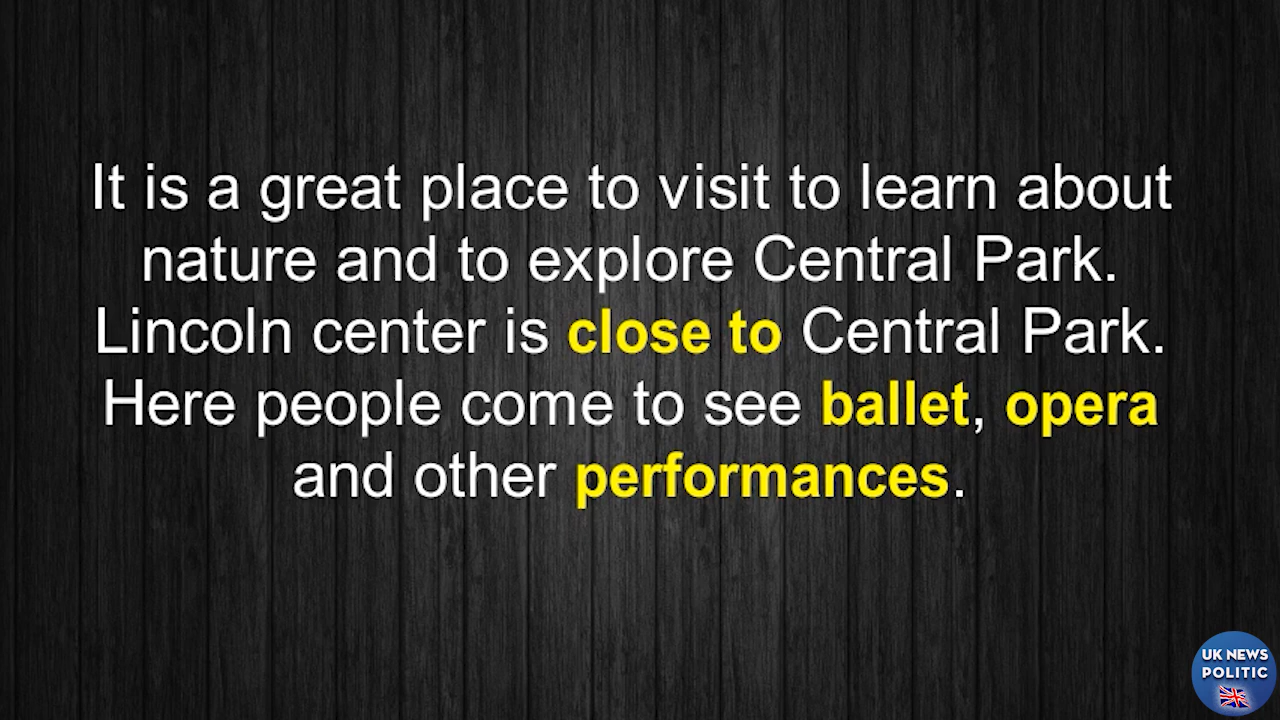 It is a great place to visit to learn about
nature and to explore Central Park.
Lincoln center is close to Central Park.
Here people come to see ballet, opera
and other performances.
UK NEWS
POLITIC